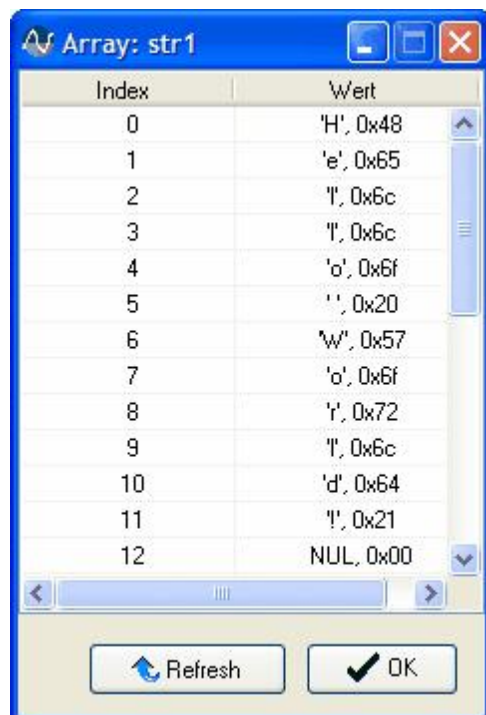 Array: str1
Index Wert
0 'H', 0x48
1 'e', 0x65
2 'l', 0x6c
3 'l', 0x6c
4 'o', 0x6f
5 ' ', 0x20
6 'W', 0x57
7 'o', 0x6f
8 'r', 0x72
9 'l', 0x6c
10 'd', 0x64
11 '!', 0x21
12 NUL, 0x00
Refresh OK